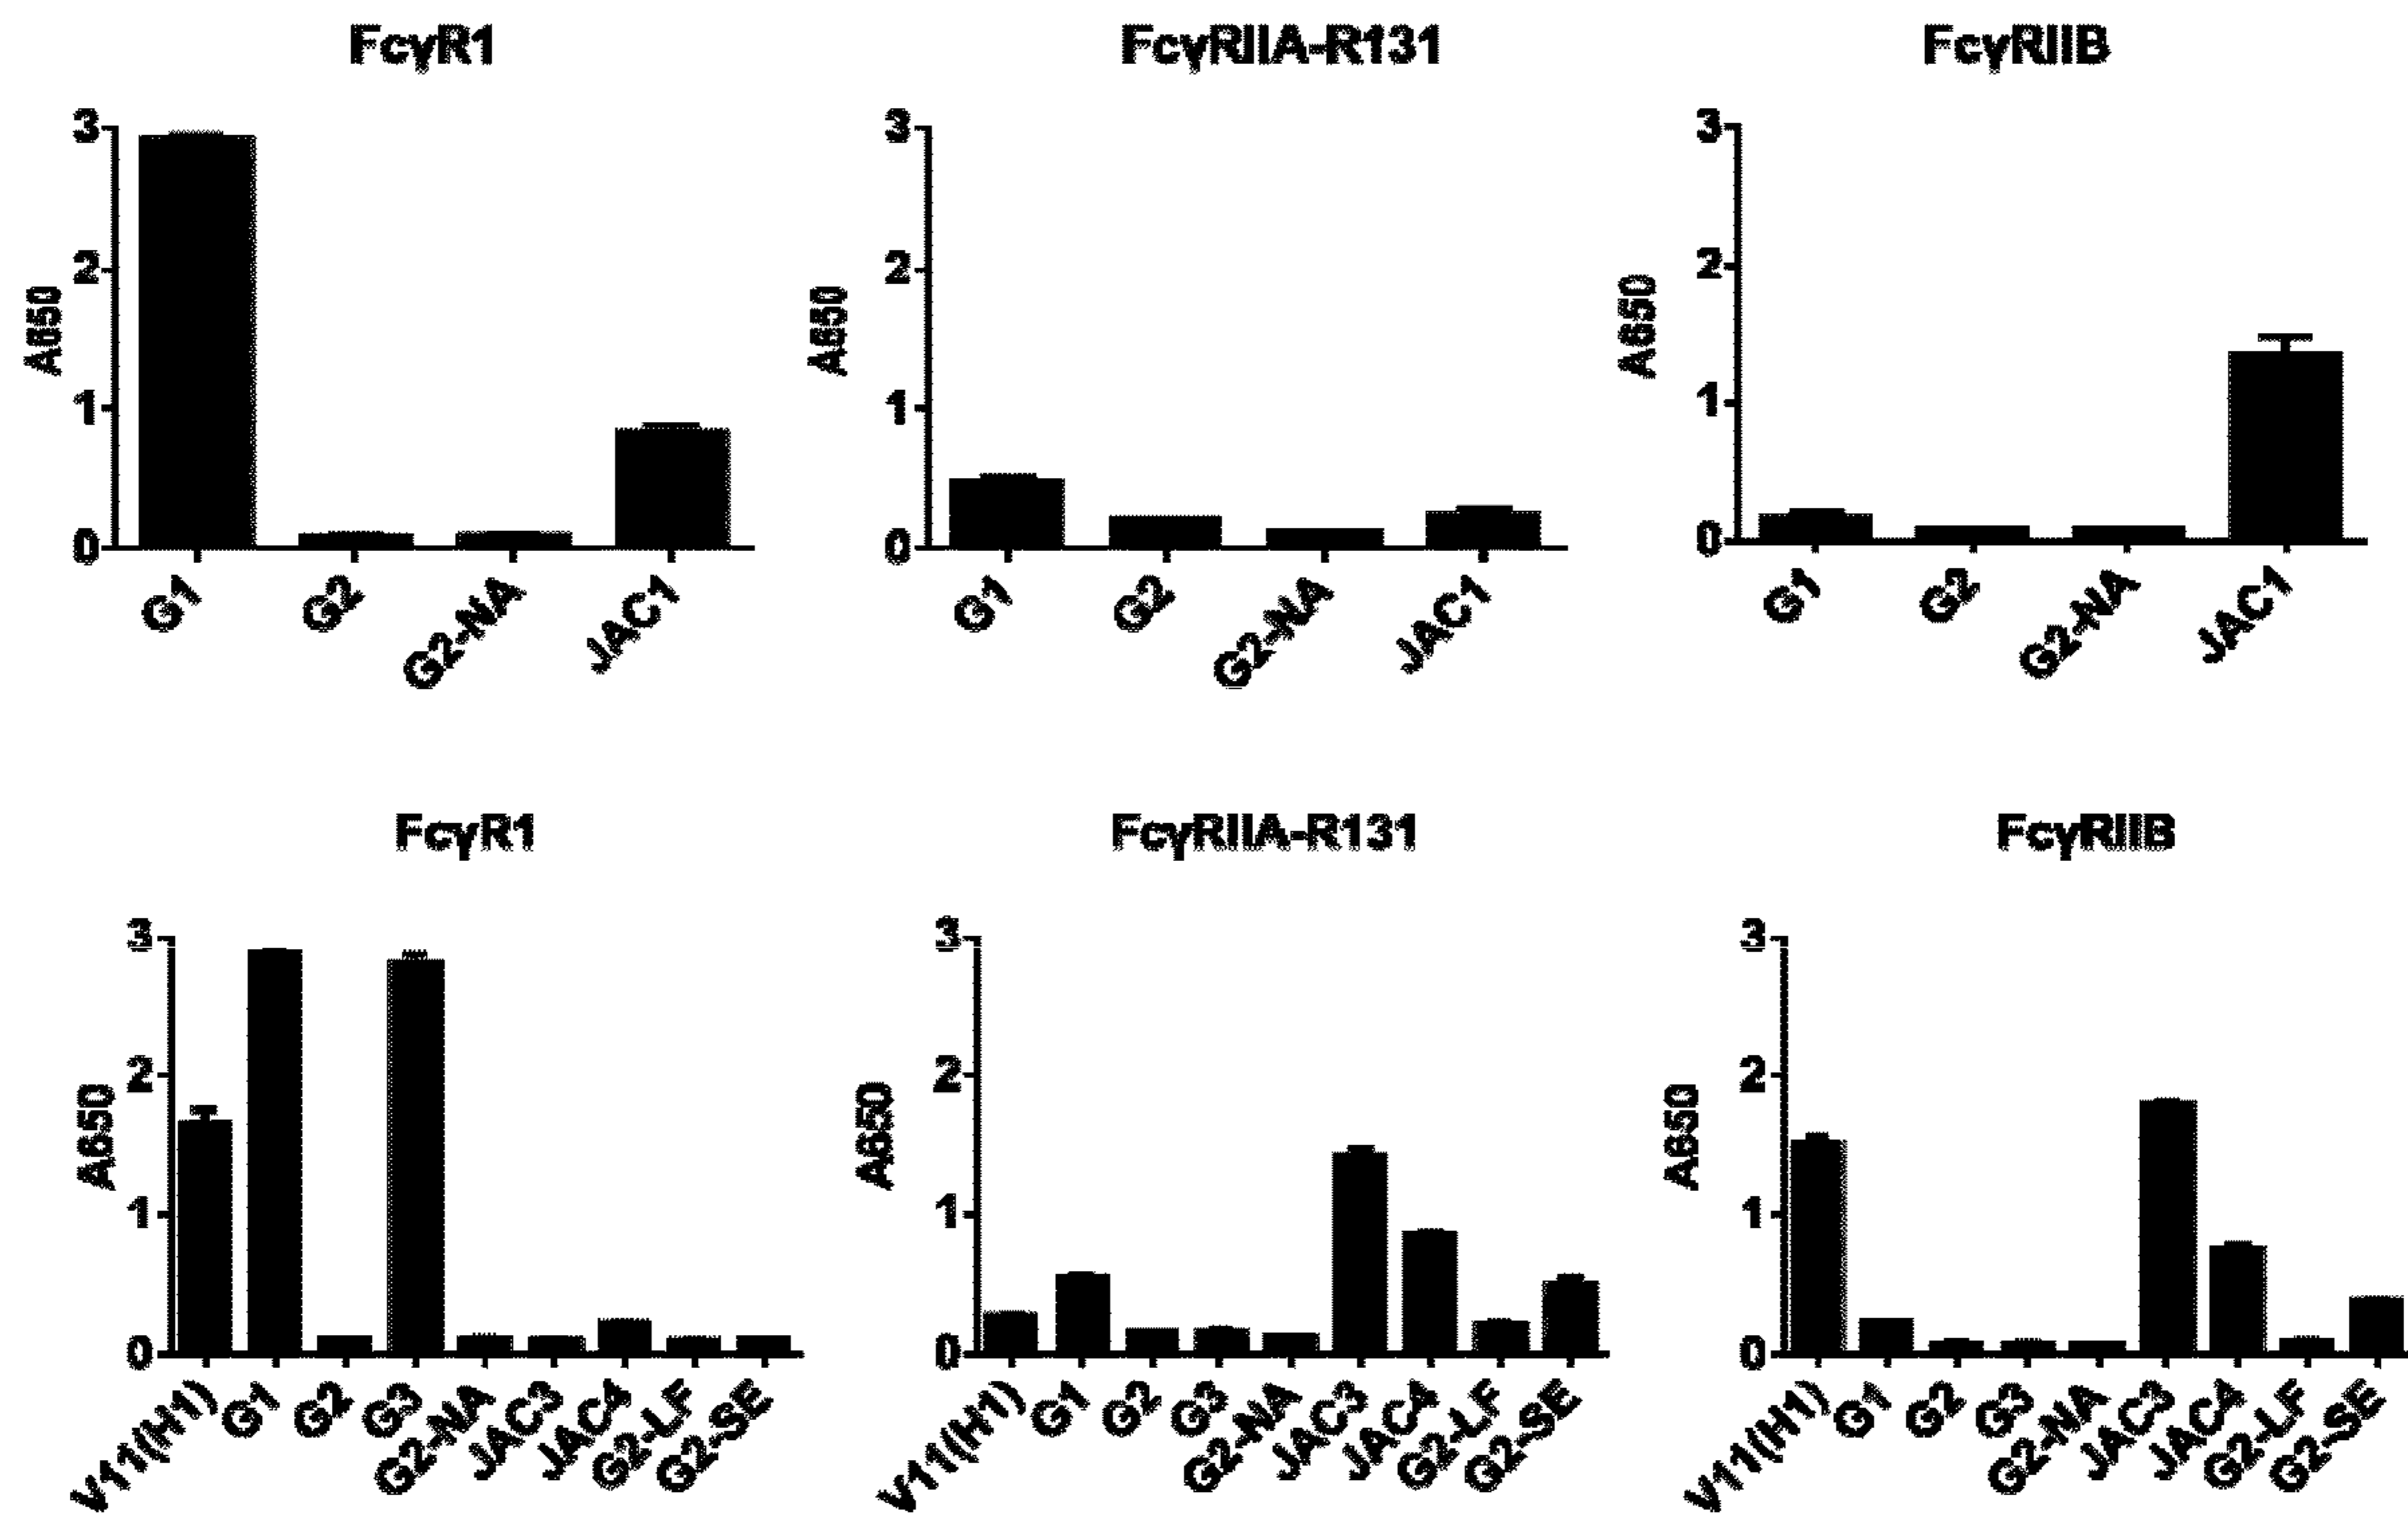 FcγR1
FcγRIIA-R131
FcγRIIB
A650
3
2
1
0
G1
G2
G2-NA
JAC1
A650
3
2
1
0
G1
G2
G2-NA
JAC1
A650
3
2
1
0
G1
G2
G2-NA
JAC1
FcγR1
FcγRIIA-R131
FcγRIIB
A650
3
2
1
0
V11(H1)
G1
G2
G3
G2-NA
JAC3
JAC4
G2-LF
G2-SE
A650
3
2
1
0
V11(H1)
G1
G2
G3
G2-NA
JAC3
JAC4
G2-LF
G2-SE
A650
3
2
1
0
V11(H1)
G1
G2
G3
G2-NA
JAC3
JAC4
G2-LF
G2-SE